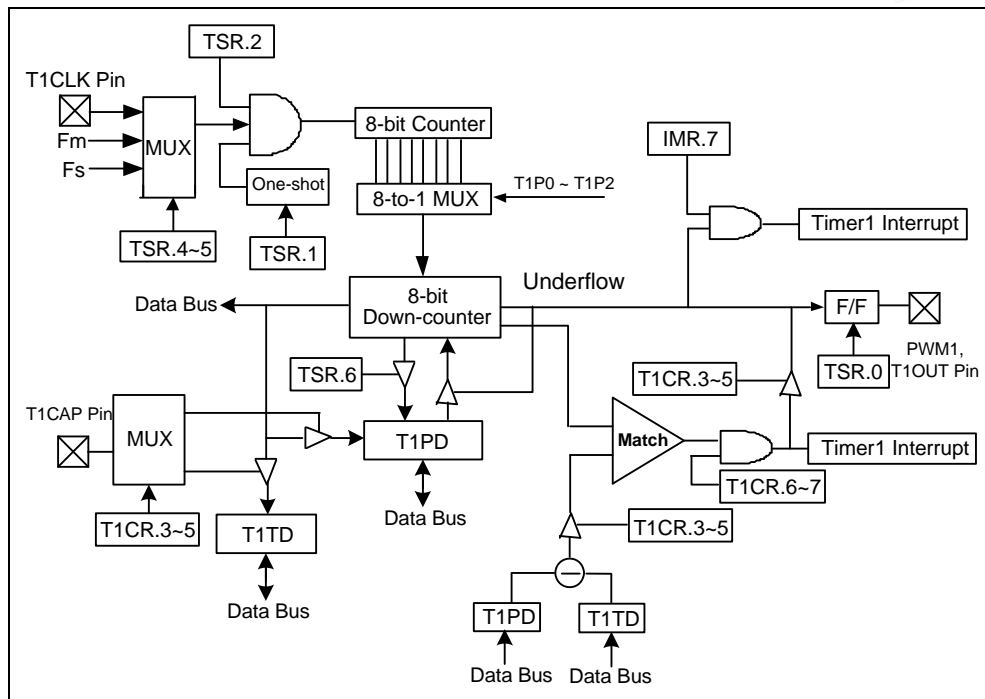 TSR.2
T1CLK Pin
8-bit Counter
IMR.7
MUX
Fm
Fs
One-shot
8-to-1 MUX
T1P0 ~ T1P2
Timer1 Interrupt
TSR.4~5
TSR.1
Underflow
Data Bus
8-bit
Down-counter
F/F
TSR.6
TSR.0
PWM1,
T1OUT Pin
T1CR.3~5
T1CAP Pin
MUX
T1PD
Match
Timer1 Interrupt
T1CR.6~7
T1CR.3~5
T1TD
Data Bus
T1CR.3~5
Data Bus
T1PD
T1TD
Data Bus
Data Bus